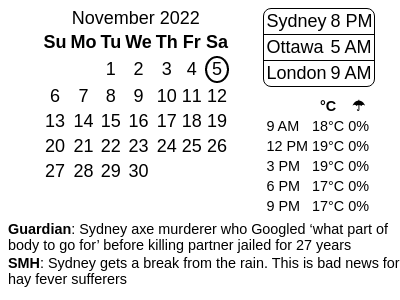 November 2022
Su Mo Tu We Th Fr Sa
1 2 3 4 5
6 7 8 9 10 11 12
13 14 15 16 17 18 19
20 21 22 23 24 25 26
27 28 29 30
Sydney 8 PM
Ottawa 5 AM
London 9 AM
°C ☂
9 AM 18°C 0%
12 PM 19°C 0%
3 PM 19°C 0%
6 PM 17°C 0%
9 PM 17°C 0%
Guardian: Sydney axe murderer who Googled ‘what part of
body to go for’ before killing partner jailed for 27 years
SMH: Sydney gets a break from the rain. This is bad news for
hay fever sufferers